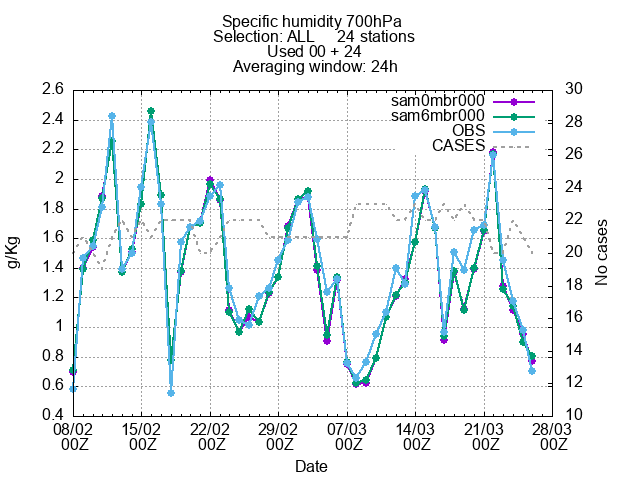 Specific humidity 700hPa
Selection: ALL 24 stations
Used 00 + 24
Averaging window: 24h
2.6
2.4
2.2
2
1.8
1.6
1.4
1.2
1
0.8
0.6
0.4
g/Kg
sam0mbr000
sam6mbr000
OBS
CASES
30
28
26
24
22
20
18
16
14
12
10
No cases
08/02 15/02 22/02 29/02 07/03 14/03 21/03 28/03
00Z 00Z 00Z 00Z 00Z 00Z 00Z 00Z
Date